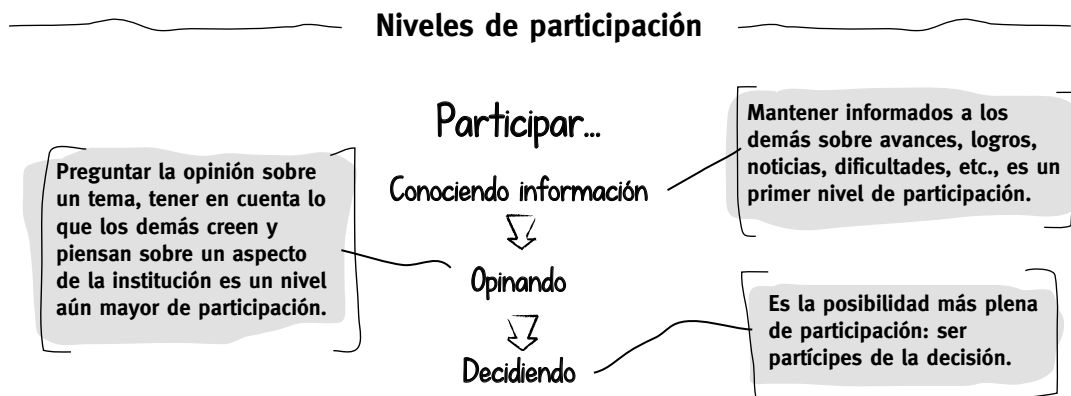 Niveles de participación
Participar...
Conociendo información
Mantener informados a los
demás sobre avances, logros,
noticias, dificultades, etc., es un
primer nivel de participación.
Opinando
Preguntar la opinión sobre
un tema, tener en cuenta lo
que los demás creen y
piensan sobre un aspecto
de la institución es un nivel
aún mayor de participación.
Decidiendo
Es la posibilidad más plena
de participación: ser
partícipes de la decisión.